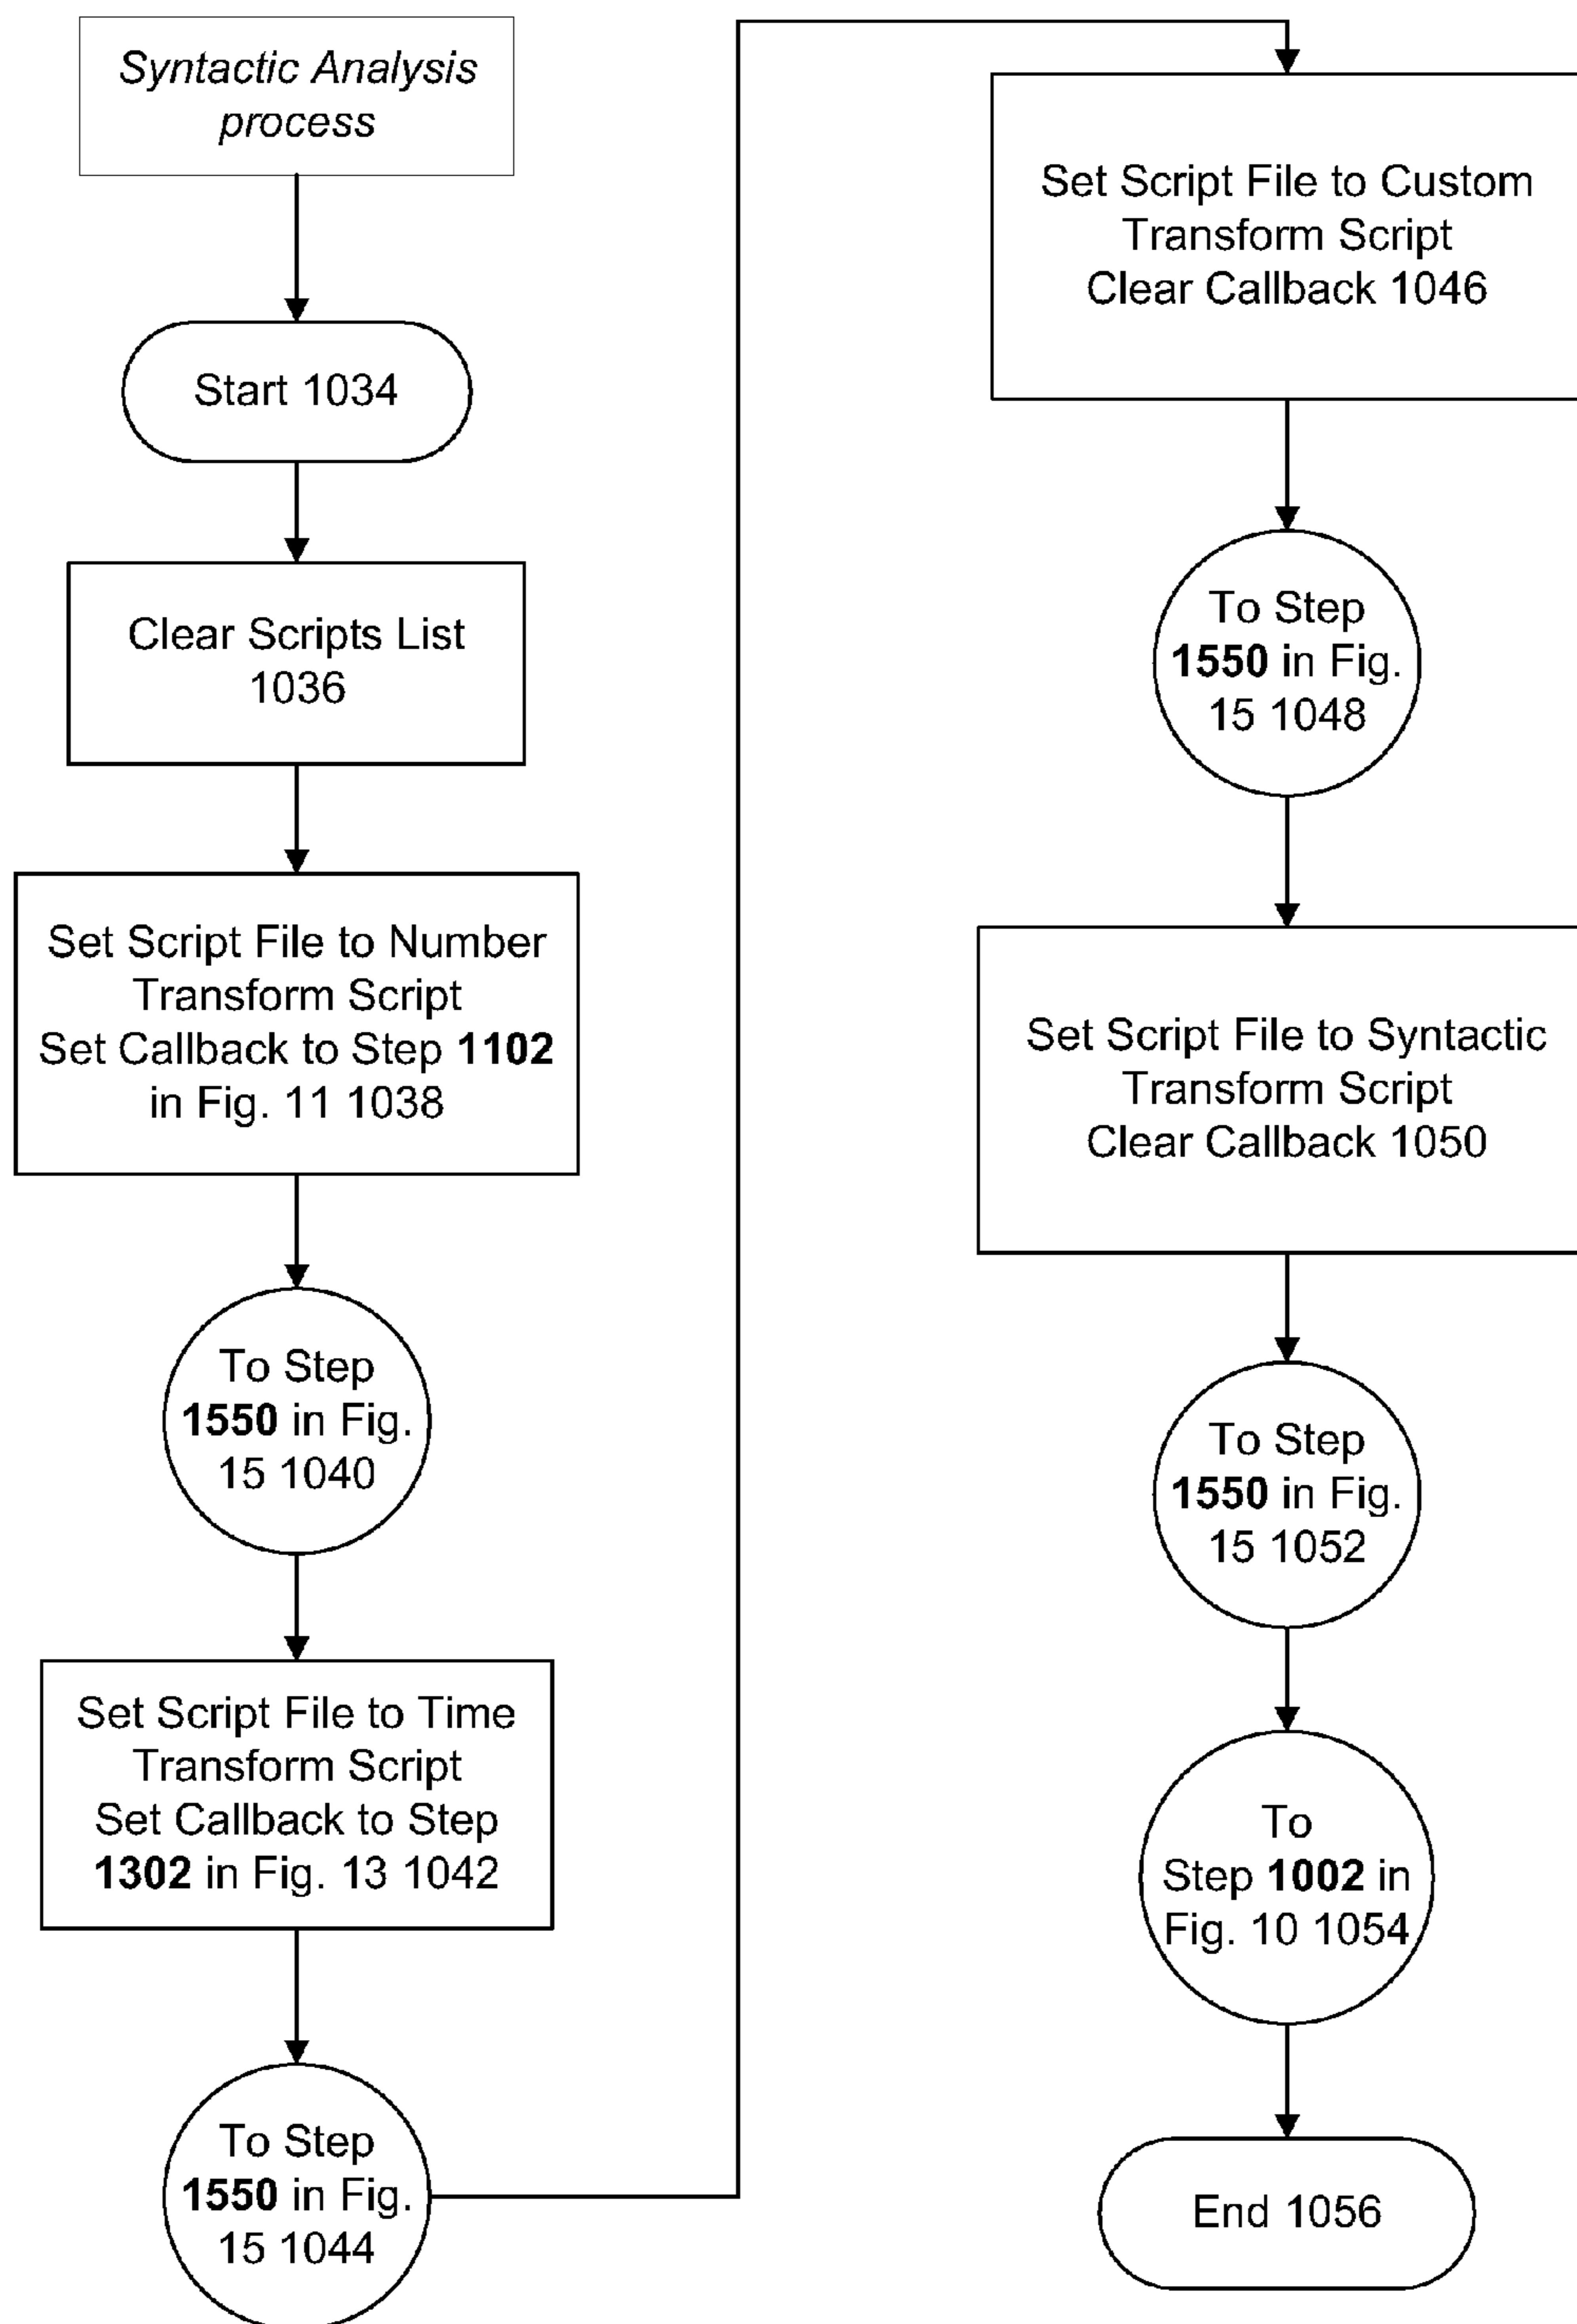 Syntactic Analysis
process
Start 1034
Clear Scripts List
1036
Set Script File to Number
Transform Script
Set Callback to Step 1102
in Fig. 11 1038
To Step
1550 in Fig.
15 1040
Set Script File to Time
Transform Script
Set Callback to Step
1302 in Fig. 13 1042
To Step
1550 in Fig.
15 1044
Set Script File to Custom
Transform Script
Clear Callback 1046
To Step
1550 in Fig.
15 1048
Set Script File to Syntactic
Transform Script
Clear Callback 1050
To Step
1550 in Fig.
15 1052
To
Step 1002 in
Fig. 10 1054
End 1056